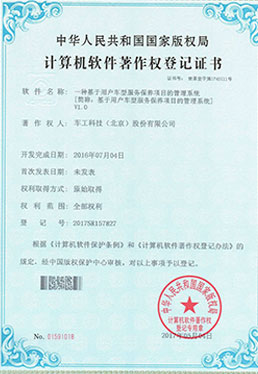 中华人民共和国国家版权局
计算机软件著作权登记证书
证书号：
软件名称：一种基于用户车型服务保养项目的管理系统
[简称：基于用户车型服务保养项目的管理系统]
V1.0
著作权人：车工科技（北京）股份有限公司
开发完成日期：2016年07月04日
首次发表日期：未发表
权利取得方式：原始取得
权利范围：全部权利
登记号：2017SR157827
根据《计算机软件保护条例》和《计算机软件著作权登记办法》的
规定，经中国版权保护中心审核，对以上事项予以登记。
中华人民共和国国家版权局
计算机软件著作权
登记专用章
No. 01591018
2017年05月04日